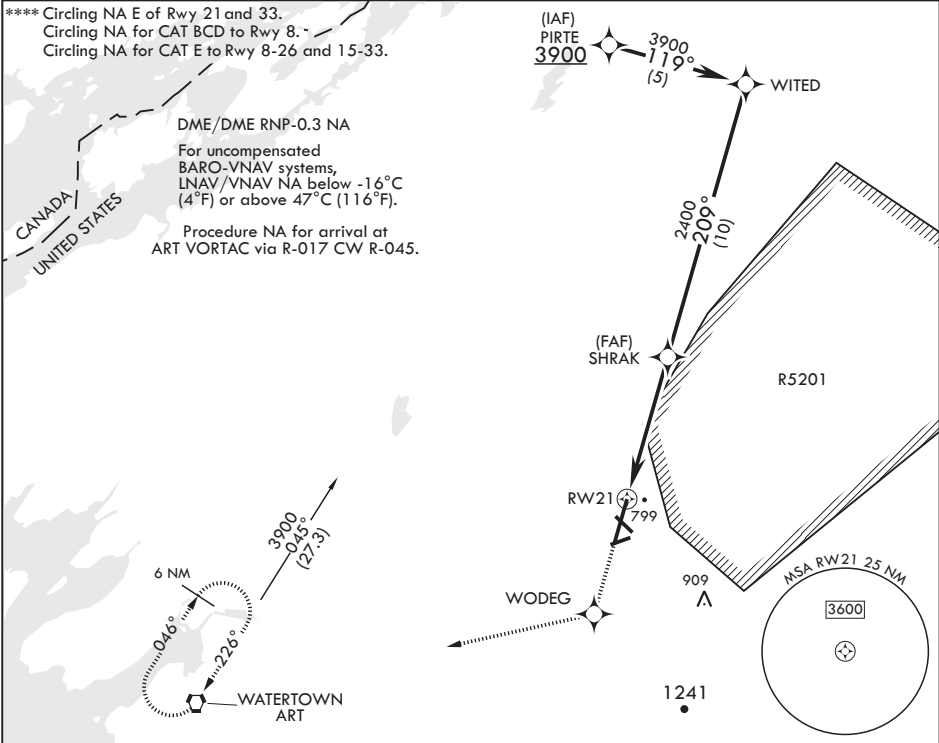 **** Circling NA E of Rwy 21 and 33.
Circling NA for CAT BCD to Rwy 8.
Circling NA for CAT E to Rwy 8-26 and 15-33.
(IAF)
PIRTE
3900
3900
119°
(5)
WITED
DME/DME RNP-0.3 NA
For uncompensated
BARO-VNAV systems,
LNAV/VNAV NA below -16°C
(4°F) or above 47°C (116°F).
Procedure NA for arrival at
ART VORTAC via R-017 CW R-045.
CANADA
UNITED STATES
2400
209°
(10)
(FAF)
SHRAK
R5201
RW21
799
3900
045°
(27.3)
6 NM
046°
226°
WATERTOWN
ART
WODEG
909
1241
MSA RW21 25 NM
3600